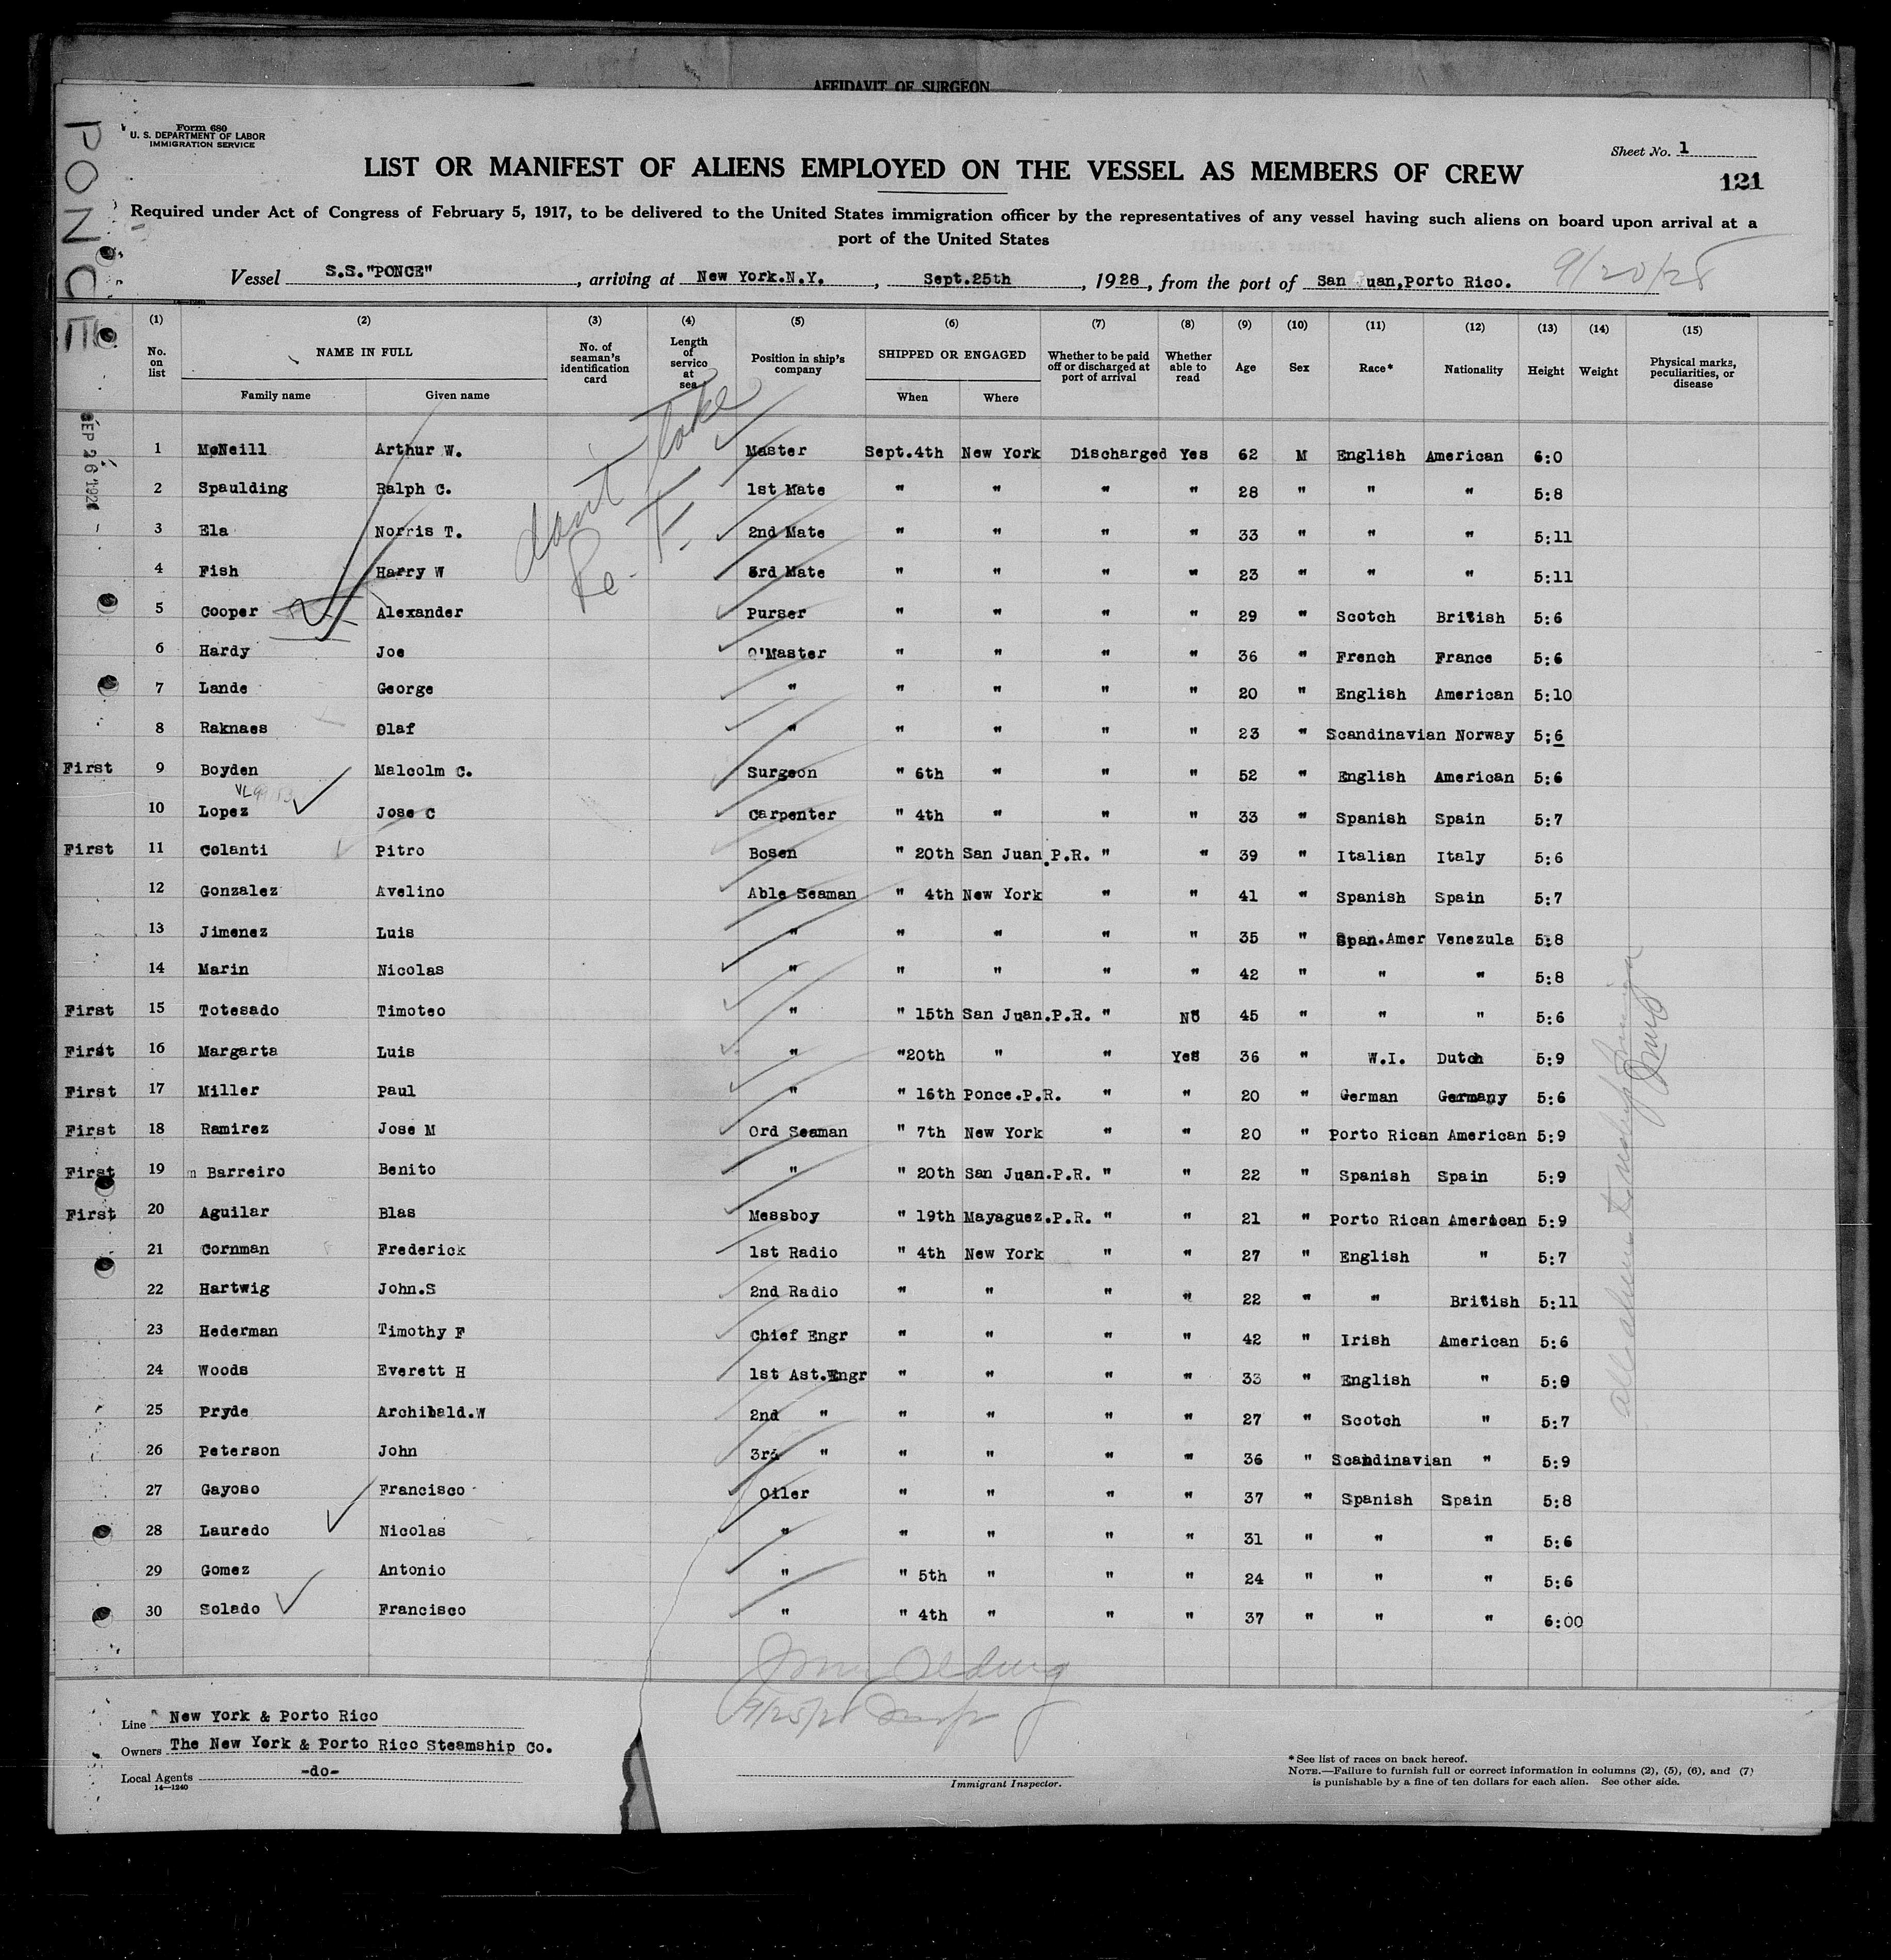 AFFIDAVIT OF SURGEON
PONCE
Form 680
U. S. DEPARTMENT OF LABOR
IMMIGRATION SERVICE
Sheet No. 1
LIST OR MANIFEST OF ALIENS EMPLOYED ON THE VESSEL AS MEMBERS OF CREW
121
Required under Act of Congress of February 5, 1917, to be delivered to the United States immigration officer by the representatives of any vessel having such aliens on board upon arrival at a
port of the United States
Vessel S.S."PONCE", arriving at New York.N.Y., Sept.25th, 1928, from the port of San Juan,Porto Rico. 9/20/28
(1) (2) (3) (4) (5) (6) (7) (8) (9) (10) (11) (12) (13) (14) (15)
No. on list NAME IN FULL Family name Given name No. of seaman's identification card Length of service at sea Position in ship's company SHIPPED OR ENGAGED When Where Whether to be paid off or discharged at port of arrival Whether able to read Age Sex Race* Nationality Height Weight Physical marks, peculiarities, or disease
dont take
Re-
SEP 26 192
1 McNeill Arthur W. Master Sept.4th New York Discharged Yes 62 M English American 6:0
2 Spaulding Ralph C. 1st Mate " " " " 28 " " " 5:8
3 Ela Norris T. 2nd Mate " " " " 33 " " " 5:11
4 Fish Harry W 3rd Mate " " " " 23 " " " 5:11
5 Cooper Alexander Purser " " " " 29 " Scotch British 5:6
6 Hardy Joe Q'Master " " " " 36 " French France 5:6
7 Lande George " " " " " 20 " English American 5:10
8 Raknaes Olaf " " " " " 23 " Scandinavian Norway 5:6
First 9 Boyden Malcolm C. Surgeon " 6th " " " 52 " English American 5:6
10 Lopez Jose C Carpenter " 4th " " " 33 " Spanish Spain 5:7
First 11 Colanti Pitro Bosen " 20th San Juan.P.R. " " 39 " Italian Italy 5:6
12 Gonzalez Avelino Able Seaman " 4th New York " " 41 " Spanish Spain 5:7
13 Jimenez Luis " " " " " 35 " Span.Amer Venezula 5:8
14 Marin Nicolas " " " " " 42 " " " 5:8
First 15 Totesado Timoteo " " 15th San Juan.P.R. " No 45 " " " 5:6
First 16 Margarta Luis " "20th " " Yes 36 " W.I. Dutch 5:9
First 17 Miller Paul " " 16th Ponce.P.R. " " 20 " German Germany 5:6
First 18 Ramirez Jose M Ord Seaman " 7th New York " " 20 " Porto Rican American 5:9
First 19 Barreiro Benito " " 20th San Juan.P.R. " " 22 " Spanish Spain 5:9
First 20 Aguilar Blas Messboy " 19th Mayaguez.P.R. " " 21 " Porto Rican American 5:9
21 Cornman Frederick 1st Radio " 4th New York " " 27 " English " 5:7
22 Hartwig John.S 2nd Radio " " " " 22 " " British 5:11
23 Hederman Timothy F Chief Engr " " " " 42 " Irish American 5:6
24 Woods Everett H 1st Ast.Engr " " " " 33 " English " 5:9
25 Pryde Archibald.W 2nd " " " " " 27 " Scotch " 5:7
26 Peterson John 3rd " " " " " 36 " Scandinavian " 5:9
27 Gayoso Francisco Oiler " " " " 37 " Spanish Spain 5:8
28 Lauredo Nicolas " " " " " 31 " " " 5:6
29 Gomez Antonio " " 5th " " " 24 " " " 5:6
30 Solado Francisco " " 4th " " " 37 " " " 6:00
9/25/28
Line New York & Porto Rico
Owners The New York & Porto Rico Steamship Co.
Local Agents -do-
14—1240
Immigrant Inspector.
*See list of races on back hereof.
NOTE.—Failure to furnish full or correct information in columns (2), (5), (6), and (7)
is punishable by a fine of ten dollars for each alien. See other side.